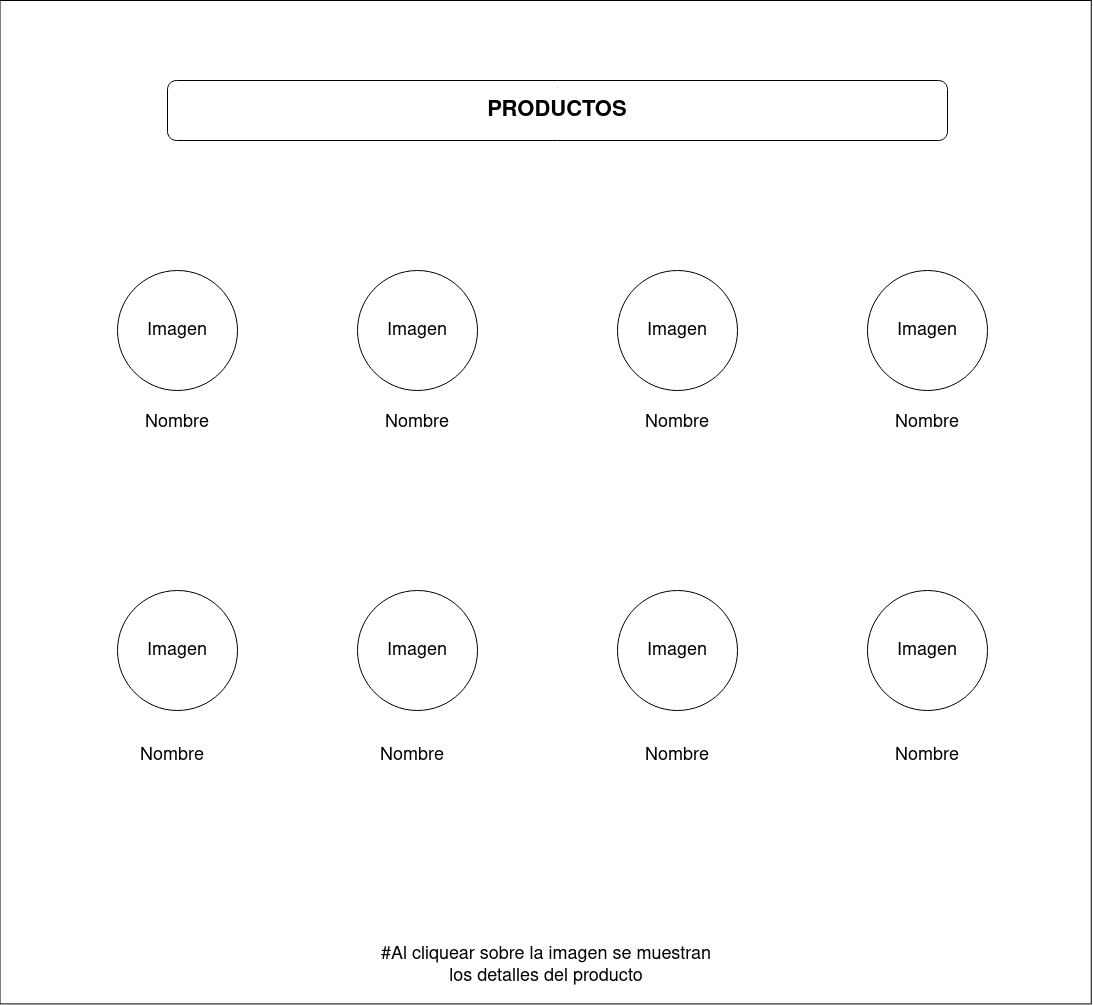 PRODUCTOS
Imagen Imagen Imagen Imagen
Nombre Nombre Nombre Nombre
Imagen Imagen Imagen Imagen
Nombre Nombre Nombre Nombre
#Al cliquear sobre la imagen se muestran
los detalles del producto